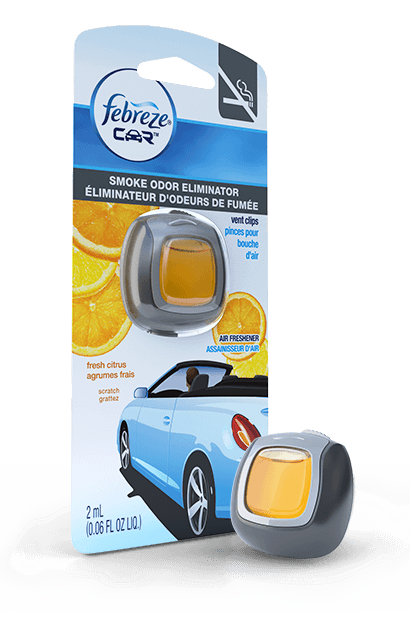 febreze®
CAR™
SMOKE ODOR ELIMINATOR
ÉLIMINATEUR D'ODEURS DE FUMÉE
vent clips
pinces pour
bouche
d'air
AIR FRESHENER
ASSAINISSEUR D'AIR
fresh citrus
agrumes frais
scratch
grattez
2 mL
(0.06 FL OZ LIQ.)